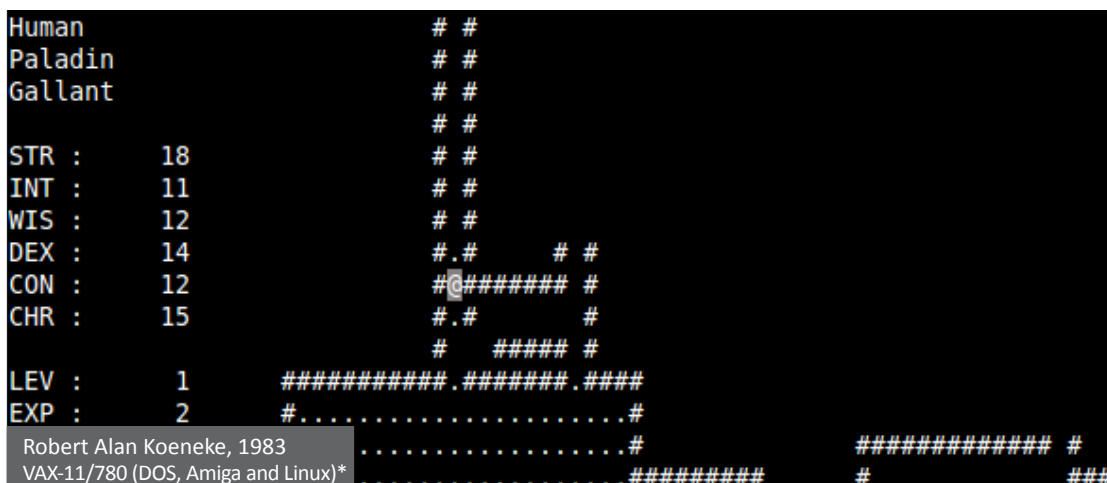 Human # #
Paladin # #
Gallant # #
# #
STR : 18 # #
INT : 11 # #
WIS : 12 # #
DEX : 14 #.# # #
CON : 12 #@####### #
CHR : 15 #.# #
# ##### #
LEV : 1 ###########.#######.####
EXP : 2 #......................#
Robert Alan Koeneke, 1983 ...................# ############# #
VAX-11/780 (DOS, Amiga and Linux)* ...................######### # ###